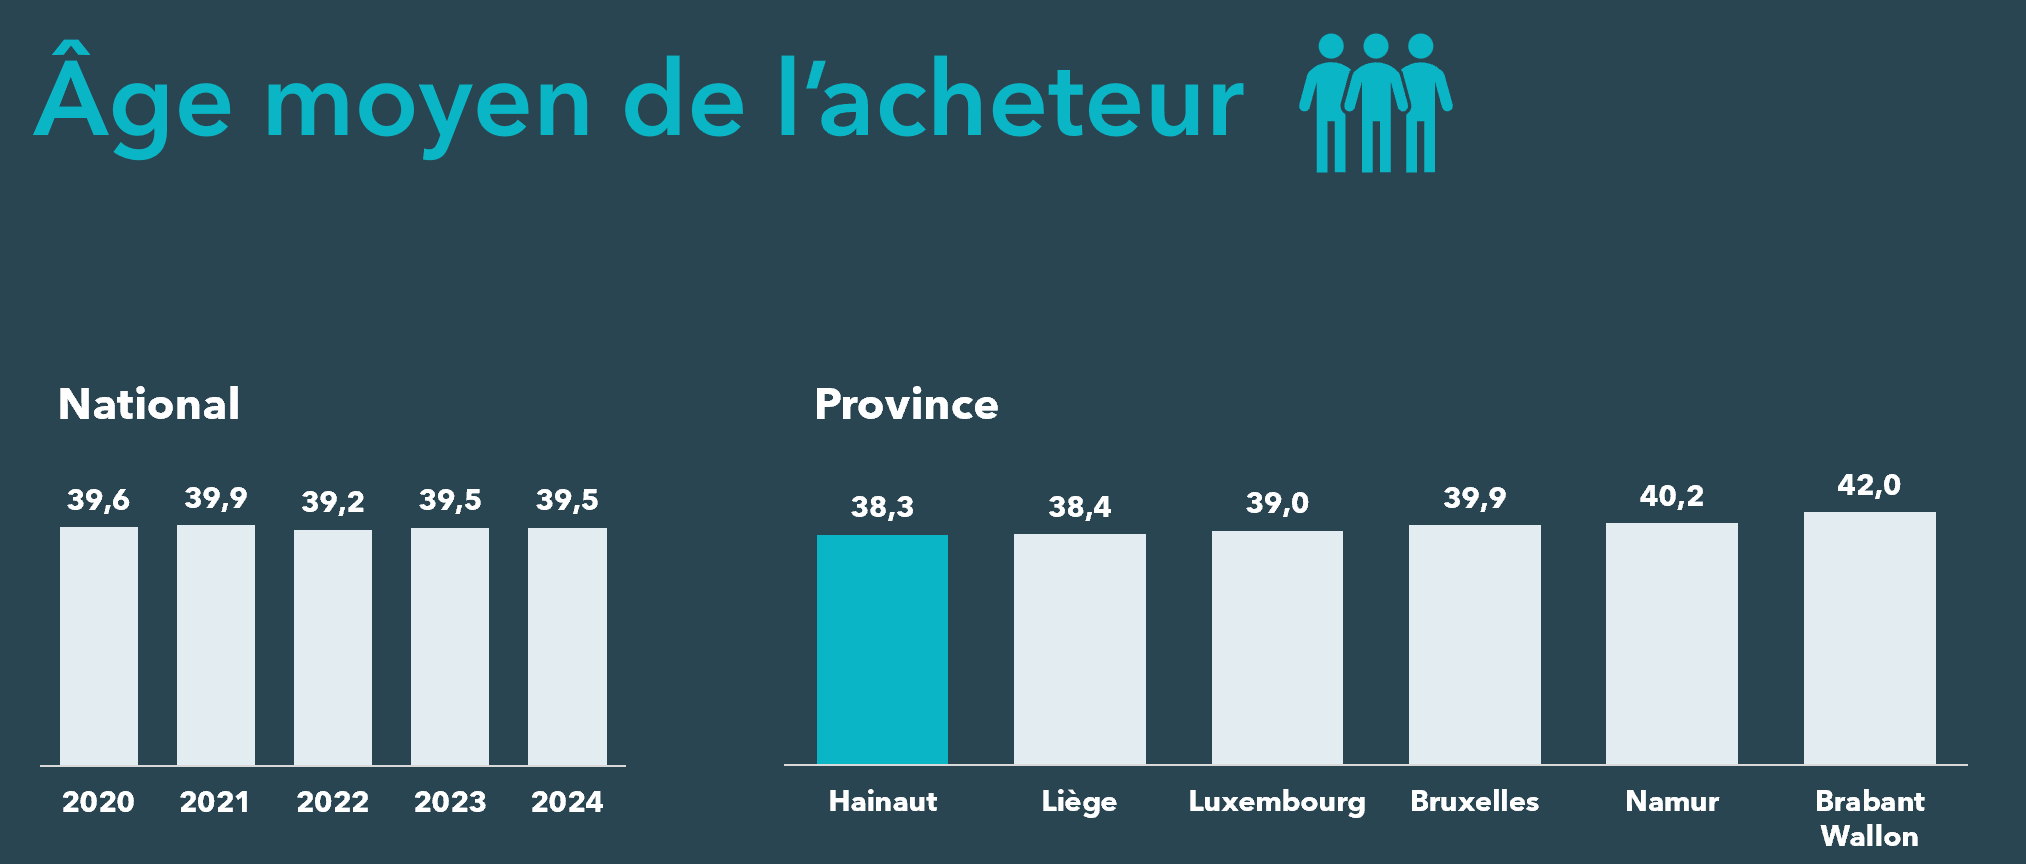 Âge moyen de l’acheteur
National
39,6 39,9 39,2 39,5 39,5
2020 2021 2022 2023 2024
Province
38,3 38,4 39,0 39,9 40,2 42,0
Hainaut Liège Luxembourg Bruxelles Namur Brabant
Wallon